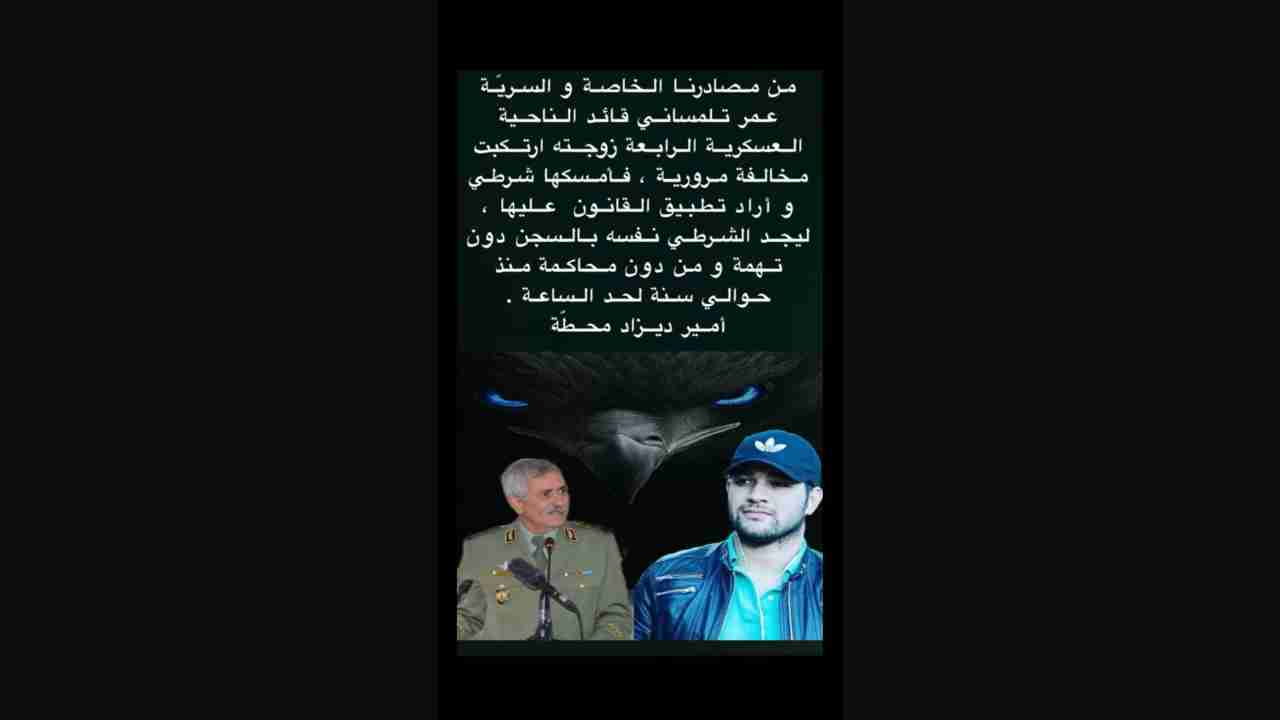 من مصادرنا الخاصة و السريّة
عمر تلمساني قائد الناحية
العسكرية الرابعة زوجته ارتكبت
مخالفة مرورية ، فأمسكها شرطي
و أراد تطبيق القانون عليها ،
ليجد الشرطي نفسه بالسجن دون
تهمة و من دون محاكمة منذ
حوالي سنة لحد الساعة .
أمير ديزاد محطّة